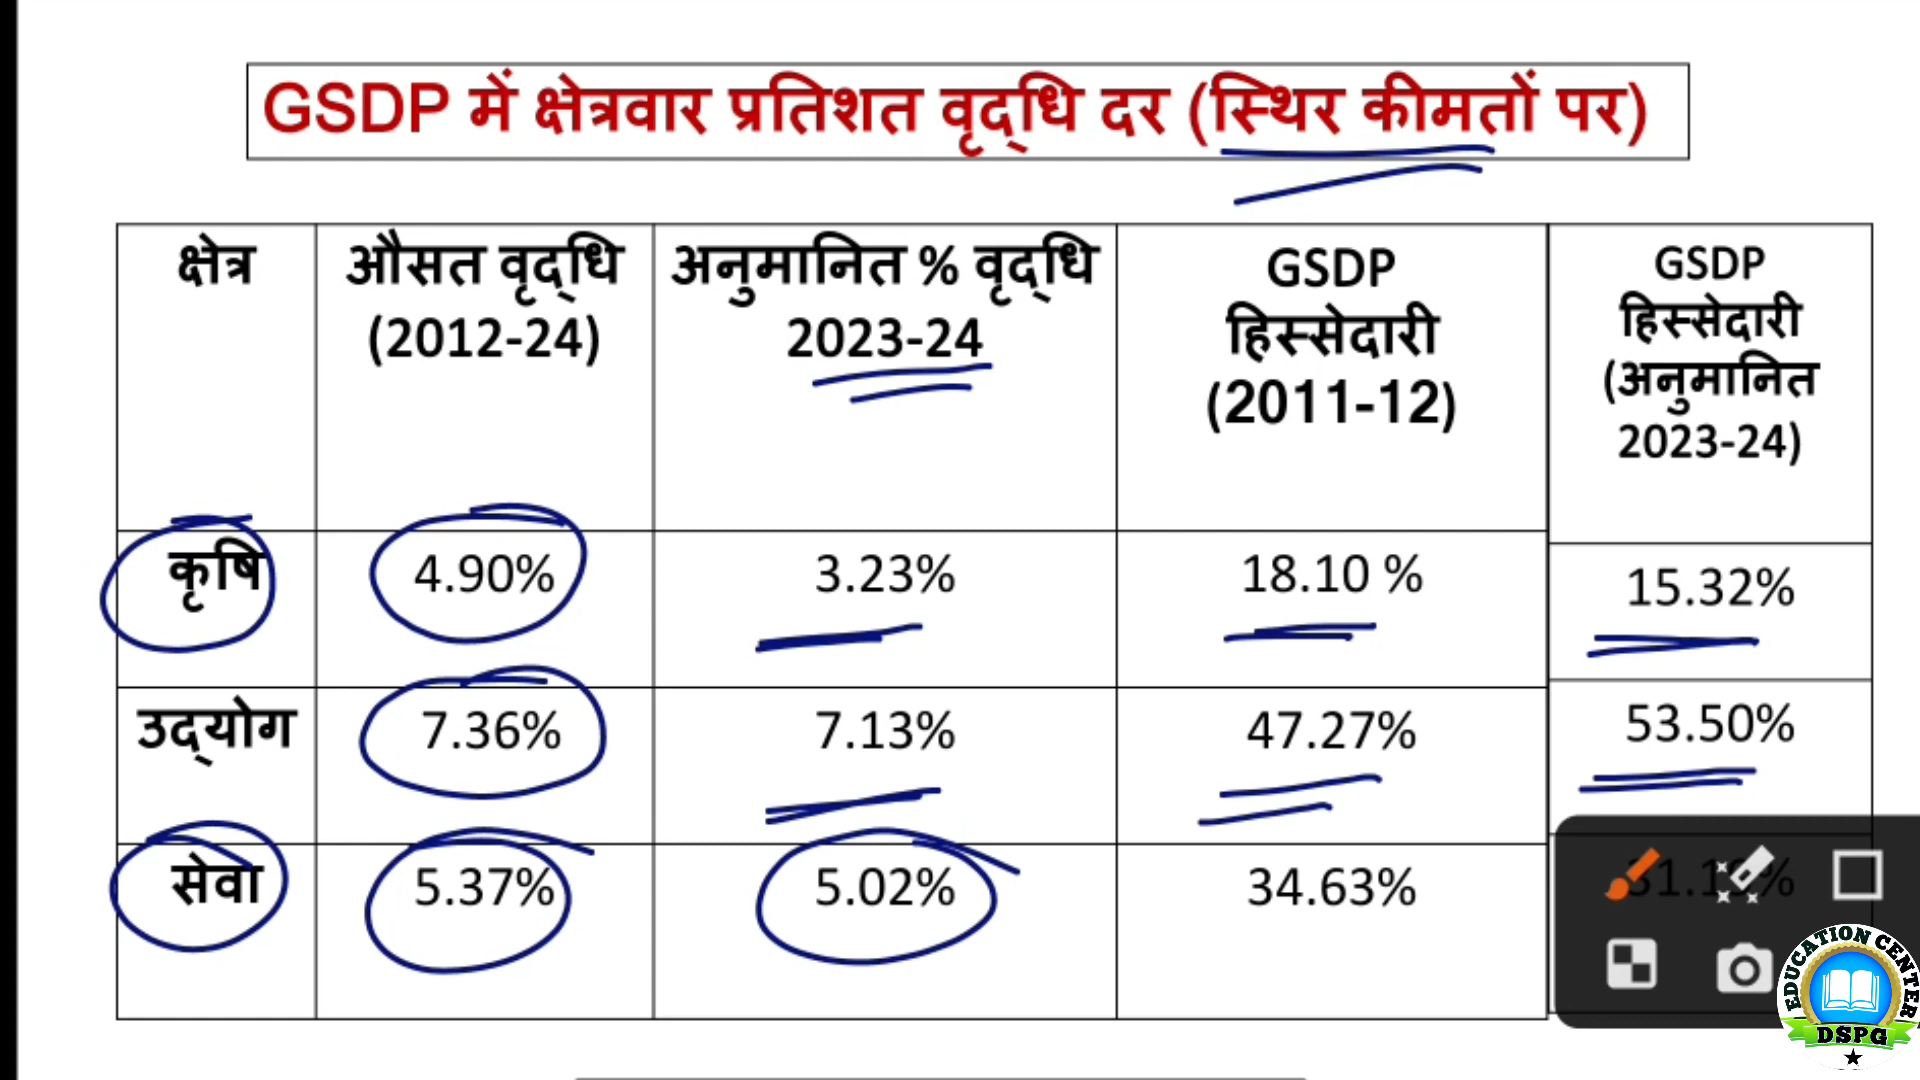 GSDP में क्षेत्रवार प्रतिशत वृद्धि दर (स्थिर कीमतों पर)
क्षेत्र औसत वृद्धि (2012-24) अनुमानित % वृद्धि 2023-24 GSDP हिस्सेदारी (2011-12) GSDP हिस्सेदारी (अनुमानित 2023-24)
कृषि 4.90% 3.23% 18.10 % 15.32%
उद्योग 7.36% 7.13% 47.27% 53.50%
सेवा 5.37% 5.02% 34.63%
EDUCATION CENTER
DSPG